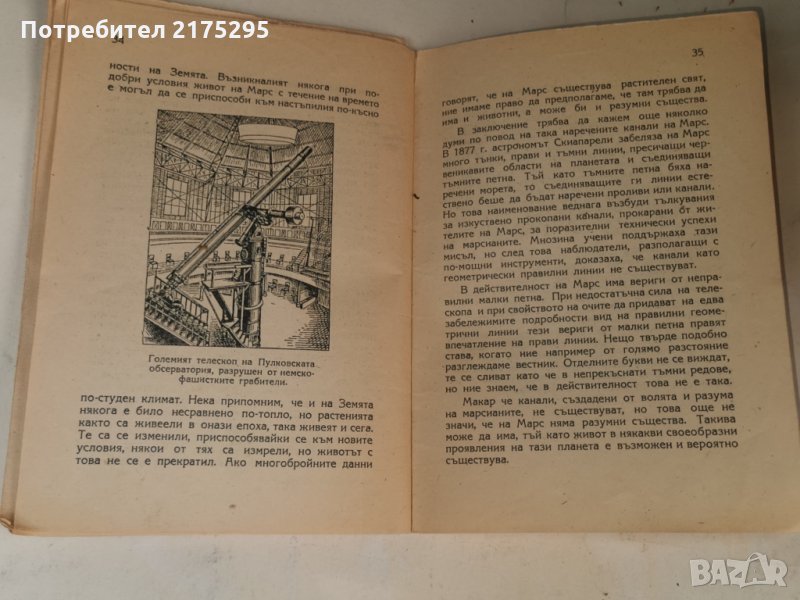 Потребител 2175295
34
ности на Земята. Възникналият някога при по-
добри условия живот на Марс с течение на времето
е могъл да се приспособи към настъпилия по-късно
Големият телескоп на Пулковската
обсерватория, разрушен от немско-
фашистките грабители.
по-студен климат. Нека припомним, че и на Земята
някога е било несравнено по-топло, но растенията
както са живеели в онази епоха, така живеят и сега.
Те са се изменили, приспособявайки се към новите
условия, някои от тях са измрели, но животът с
това не се е прекратил. Ако многобройните данни
35
говорят, че на Марс съществува растителен свят,
ние имаме право да предполагаме, че там трябва да
има и животни, а може би и разумни същества.
В заключение трябва да кажем още няколко
думи по повод на така наречените канали на Марс.
В 1877 г. астрономът Скиапарели забеляза на Марс
много тънки, прави и тъмни линии, пресичащи чер-
веникавите области на планетата и съединяващи
тъмните петна. Тъй като тъмните петна бяха на-
речени морета, то съединяващите ги линии есте-
ствено беше да бъдат наречени проливи или канали.
Но това наименование веднага възбуди тълкувания
за изкуствено прокопани канали, прокарани от жи-
телите на Марс, за поразителни технически успехи
на марсианите. Мнозина учени поддържаха тази
мисъл, но след това наблюдатели, разполагащи с
по-мощни инструменти, доказаха, че канали като
геометрически правилни линии не съществуват.
В действителност на Марс има вериги от непра-
вилни малки петна. При недостатъчна сила на теле-
скопа и при свойството на очите да придават на едва
забележимите подробности вид на правилни геоме-
трични линии тези вериги от малки петна правят
впечатление на прави линии. Нещо твърде подобно
става, когато ние например от голямо разстояние
разглеждаме вестник. Отделните букви не се виждат,
те се сливат като че в непрекъснати тъмни редове,
но ние знаем, че в действителност това не е така.
Макар че канали, създадени от волята и разума
на марсианите, не съществуват, но това още не
значи, че на Марс няма разумни същества. Такива
може да има, тъй като живот в някакви своеобразни
проявления на тази планета е възможен и вероятно
съществува.
BAZAR